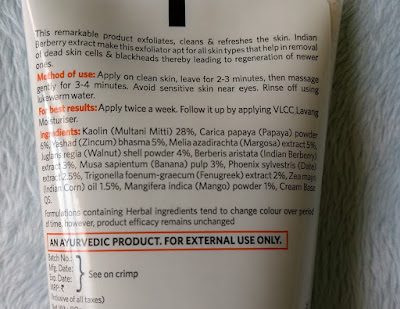 This remarkable product exfoliates, cleans & refreshes the skin. Indian
Berberry extract make this exfoliator apt for all skin types that help in removal
of dead skin cells & blackheads thereby leading to regeneration of newer
ones.
Method of use: Apply on clean skin, leave for 2-3 minutes, then massage
gently for 3-4 minutes. Avoid sensitive skin near eyes. Rinse off using
lukewarm water.
For best results: Apply twice a week. Follow it up by applying VLCC Lavang
Moisturiser.
Ingredients: Kaolin (Multani Mitti) 28%, Carica papaya (Papaya) powder
6%, Yashad (Zincum) bhasma 5%, Melia azadirachta (Margosa) extract 5%,
Juglans regia (Walnut) shell powder 4%, Berberis aristata (Indian Berberry)
extract 3%, Musa sapientum (Banana) pulp 3%, Phoenix sylvestris (Date)
extract 2.5%, Trigonella foenum-graecum (Fenugreek) extract 2%, Zea mays
(Indian Corn) oil 1.5%, Mangifera indica (Mango) powder 1%, Cream Base
QS.
Formulations containing Herbal ingredients tend to change colour over period
of time, however, product efficacy remains unchanged
AN AYURVEDIC PRODUCT. FOR EXTERNAL USE ONLY.
Batch No.:
Mfg. Date:
Exp. Date:
MRP ₹
} See on crimp
(Inclusive of all taxes)